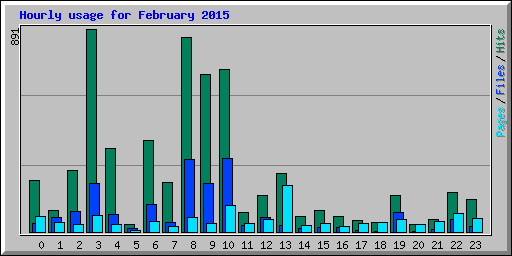 Hourly usage for February 2015
891
Pages/Files/Hits
0 1 2 3 4 5 6 7 8 9 10 11 12 13 14 15 16 17 18 19 20 21 22 23